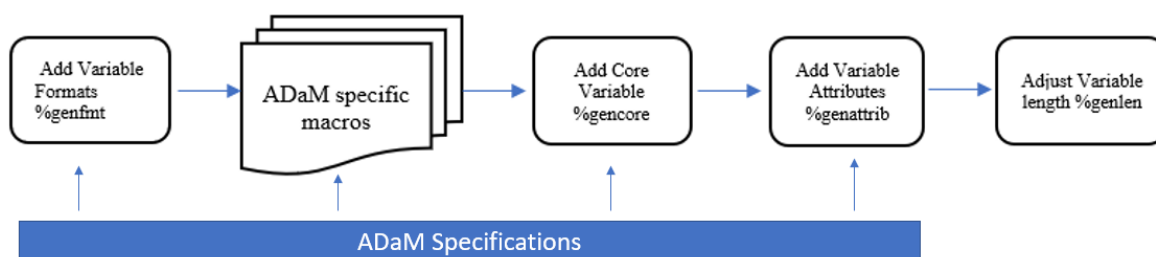 Add Variable
Formats
%genfmt
ADaM specific
macros
Add Core
Variable
%gencore
Add Variable
Attributes
%genattrib
Adjust Variable
length %genlen
ADaM Specifications